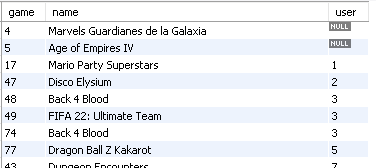 game name user
4 Marvels Guardianes de la Galaxia NULL
5 Age of Empires IV NULL
17 Mario Party Superstars 1
47 Disco Elysium 2
48 Back 4 Blood 3
49 FIFA 22: Ultimate Team 3
74 Back 4 Blood 3
77 Dragon Ball Z Kakarot 5
43 Dungeon Encounters 7